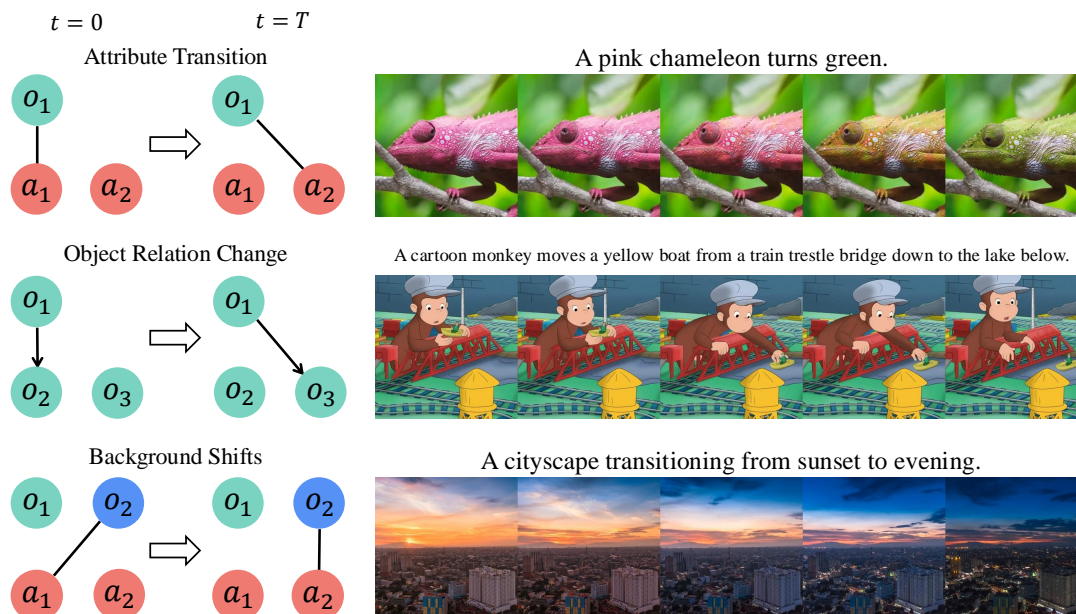 t = 0 t = T
Attribute Transition
A pink chameleon turns green.
o₁ o₁
a₁ a₂ a₁ a₂
Object Relation Change
A cartoon monkey moves a yellow boat from a train trestle bridge down to the lake below.
o₁ o₁
o₂ o₃ o₂ o₃
Background Shifts
A cityscape transitioning from sunset to evening.
o₁ o₂ o₁ o₂
a₁ a₂ a₁ a₂